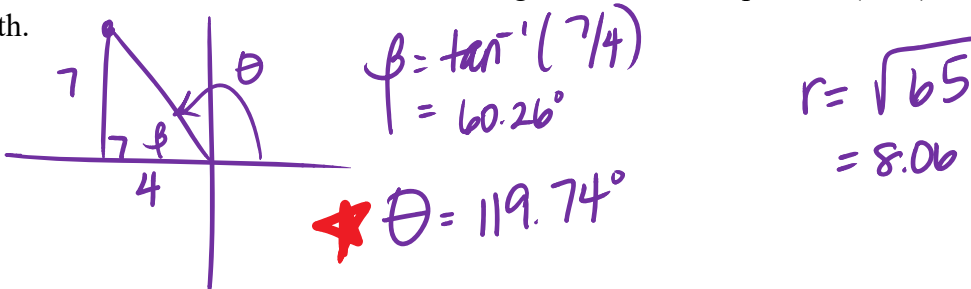 th.
7
θ
β
7
4
β = tan⁻¹(7/4)
= 60.26°
θ = 119.74°
r = √65
= 8.06